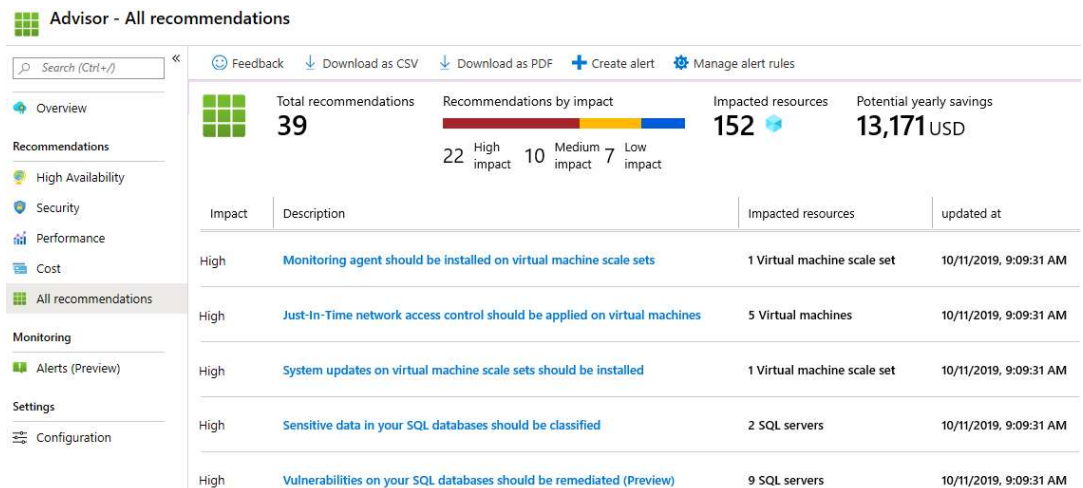 Advisor - All recommendations
Search (Ctrl+/)
«
Overview
Recommendations
High Availability
Security
Performance
Cost
All recommendations
Monitoring
Alerts (Preview)
Settings
Configuration
Feedback Download as CSV Download as PDF Create alert Manage alert rules
Total recommendations
39
Recommendations by impact
22 High impact 10 Medium impact 7 Low impact
Impacted resources
152
Potential yearly savings
13,171 USD
Impact Description Impacted resources updated at
High Monitoring agent should be installed on virtual machine scale sets 1 Virtual machine scale set 10/11/2019, 9:09:31 AM
High Just-In-Time network access control should be applied on virtual machines 5 Virtual machines 10/11/2019, 9:09:31 AM
High System updates on virtual machine scale sets should be installed 1 Virtual machine scale set 10/11/2019, 9:09:31 AM
High Sensitive data in your SQL databases should be classified 2 SQL servers 10/11/2019, 9:09:31 AM
High Vulnerabilities on your SQL databases should be remediated (Preview) 9 SQL servers 10/11/2019, 9:09:31 AM